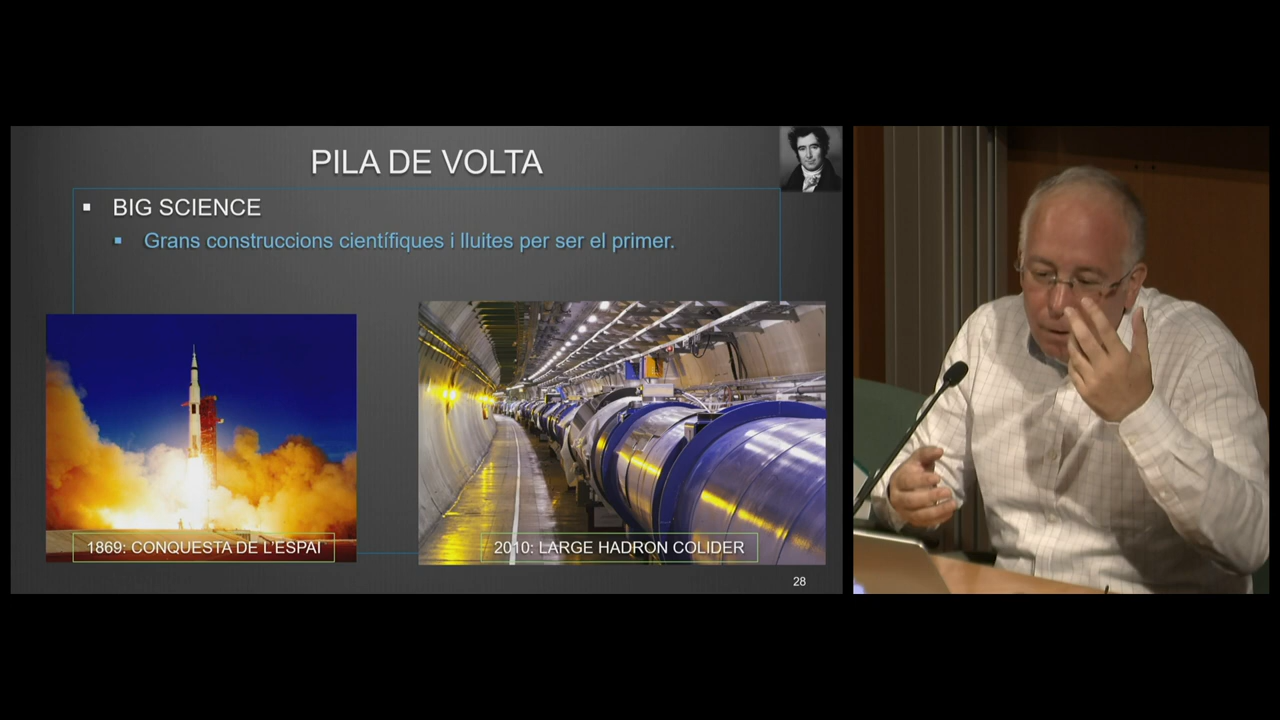 PILA DE VOLTA
BIG SCIENCE
Grans construccions científiques i lluites per ser el primer.
1869: CONQUESTA DE L'ESPAI
2010: LARGE HADRON COLIDER
28